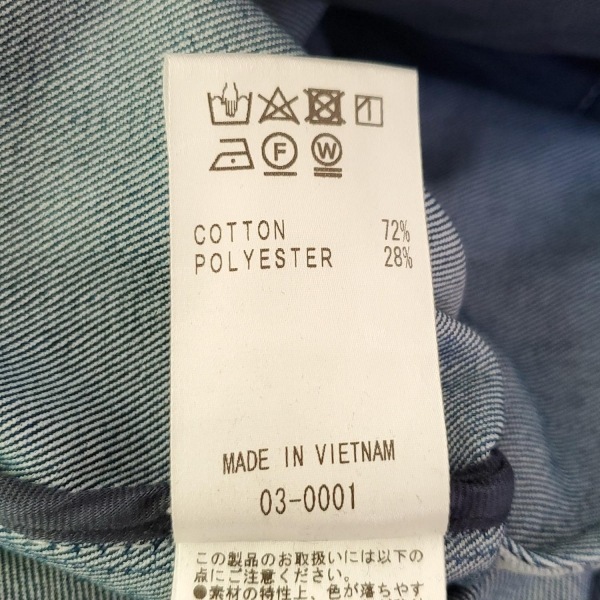 F W
COTTON 72%
POLYESTER 28%
MADE IN VIETNAM
03-0001
この製品のお取扱いには以下の
点にご注意ください。
●素材の特性上、色が落ちやす